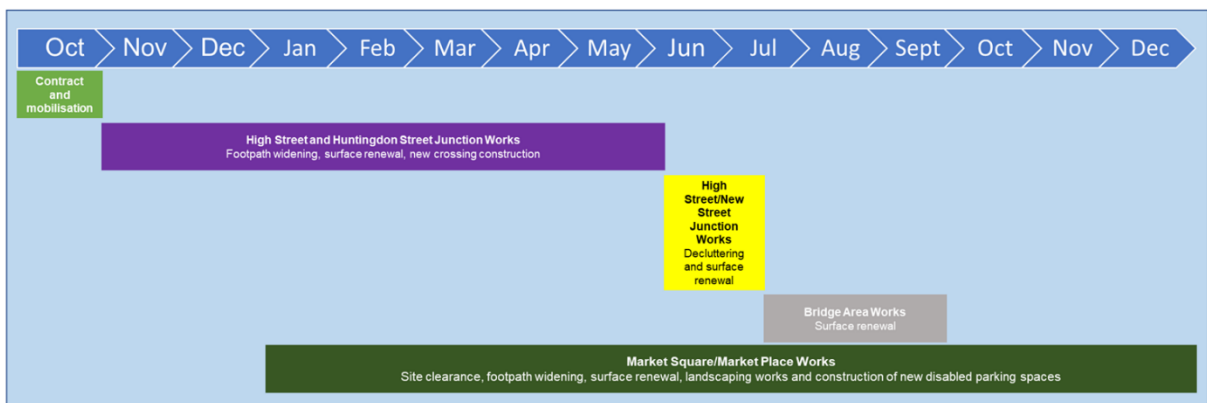 Oct Nov Dec Jan Feb Mar Apr May Jun Jul Aug Sept Oct Nov Dec
Contract
and
mobilisation
High Street and Huntingdon Street Junction Works
Footpath widening, surface renewal, new crossing construction
High
Street/New
Street
Junction
Works
Decluttering
and surface
renewal
Bridge Area Works
Surface renewal
Market Square/Market Place Works
Site clearance, footpath widening, surface renewal, landscaping works and construction of new disabled parking spaces